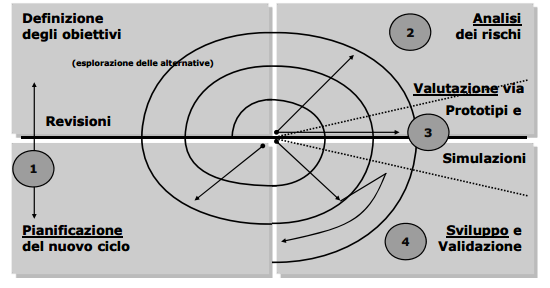 Definizione
degli obiettivi
(esplorazione delle alternative)
2
Analisi
dei rischi
Valutazione via
Prototipi e
3
Simulazioni
Revisioni
1
Pianificazione
del nuovo ciclo
4
Sviluppo e
Validazione